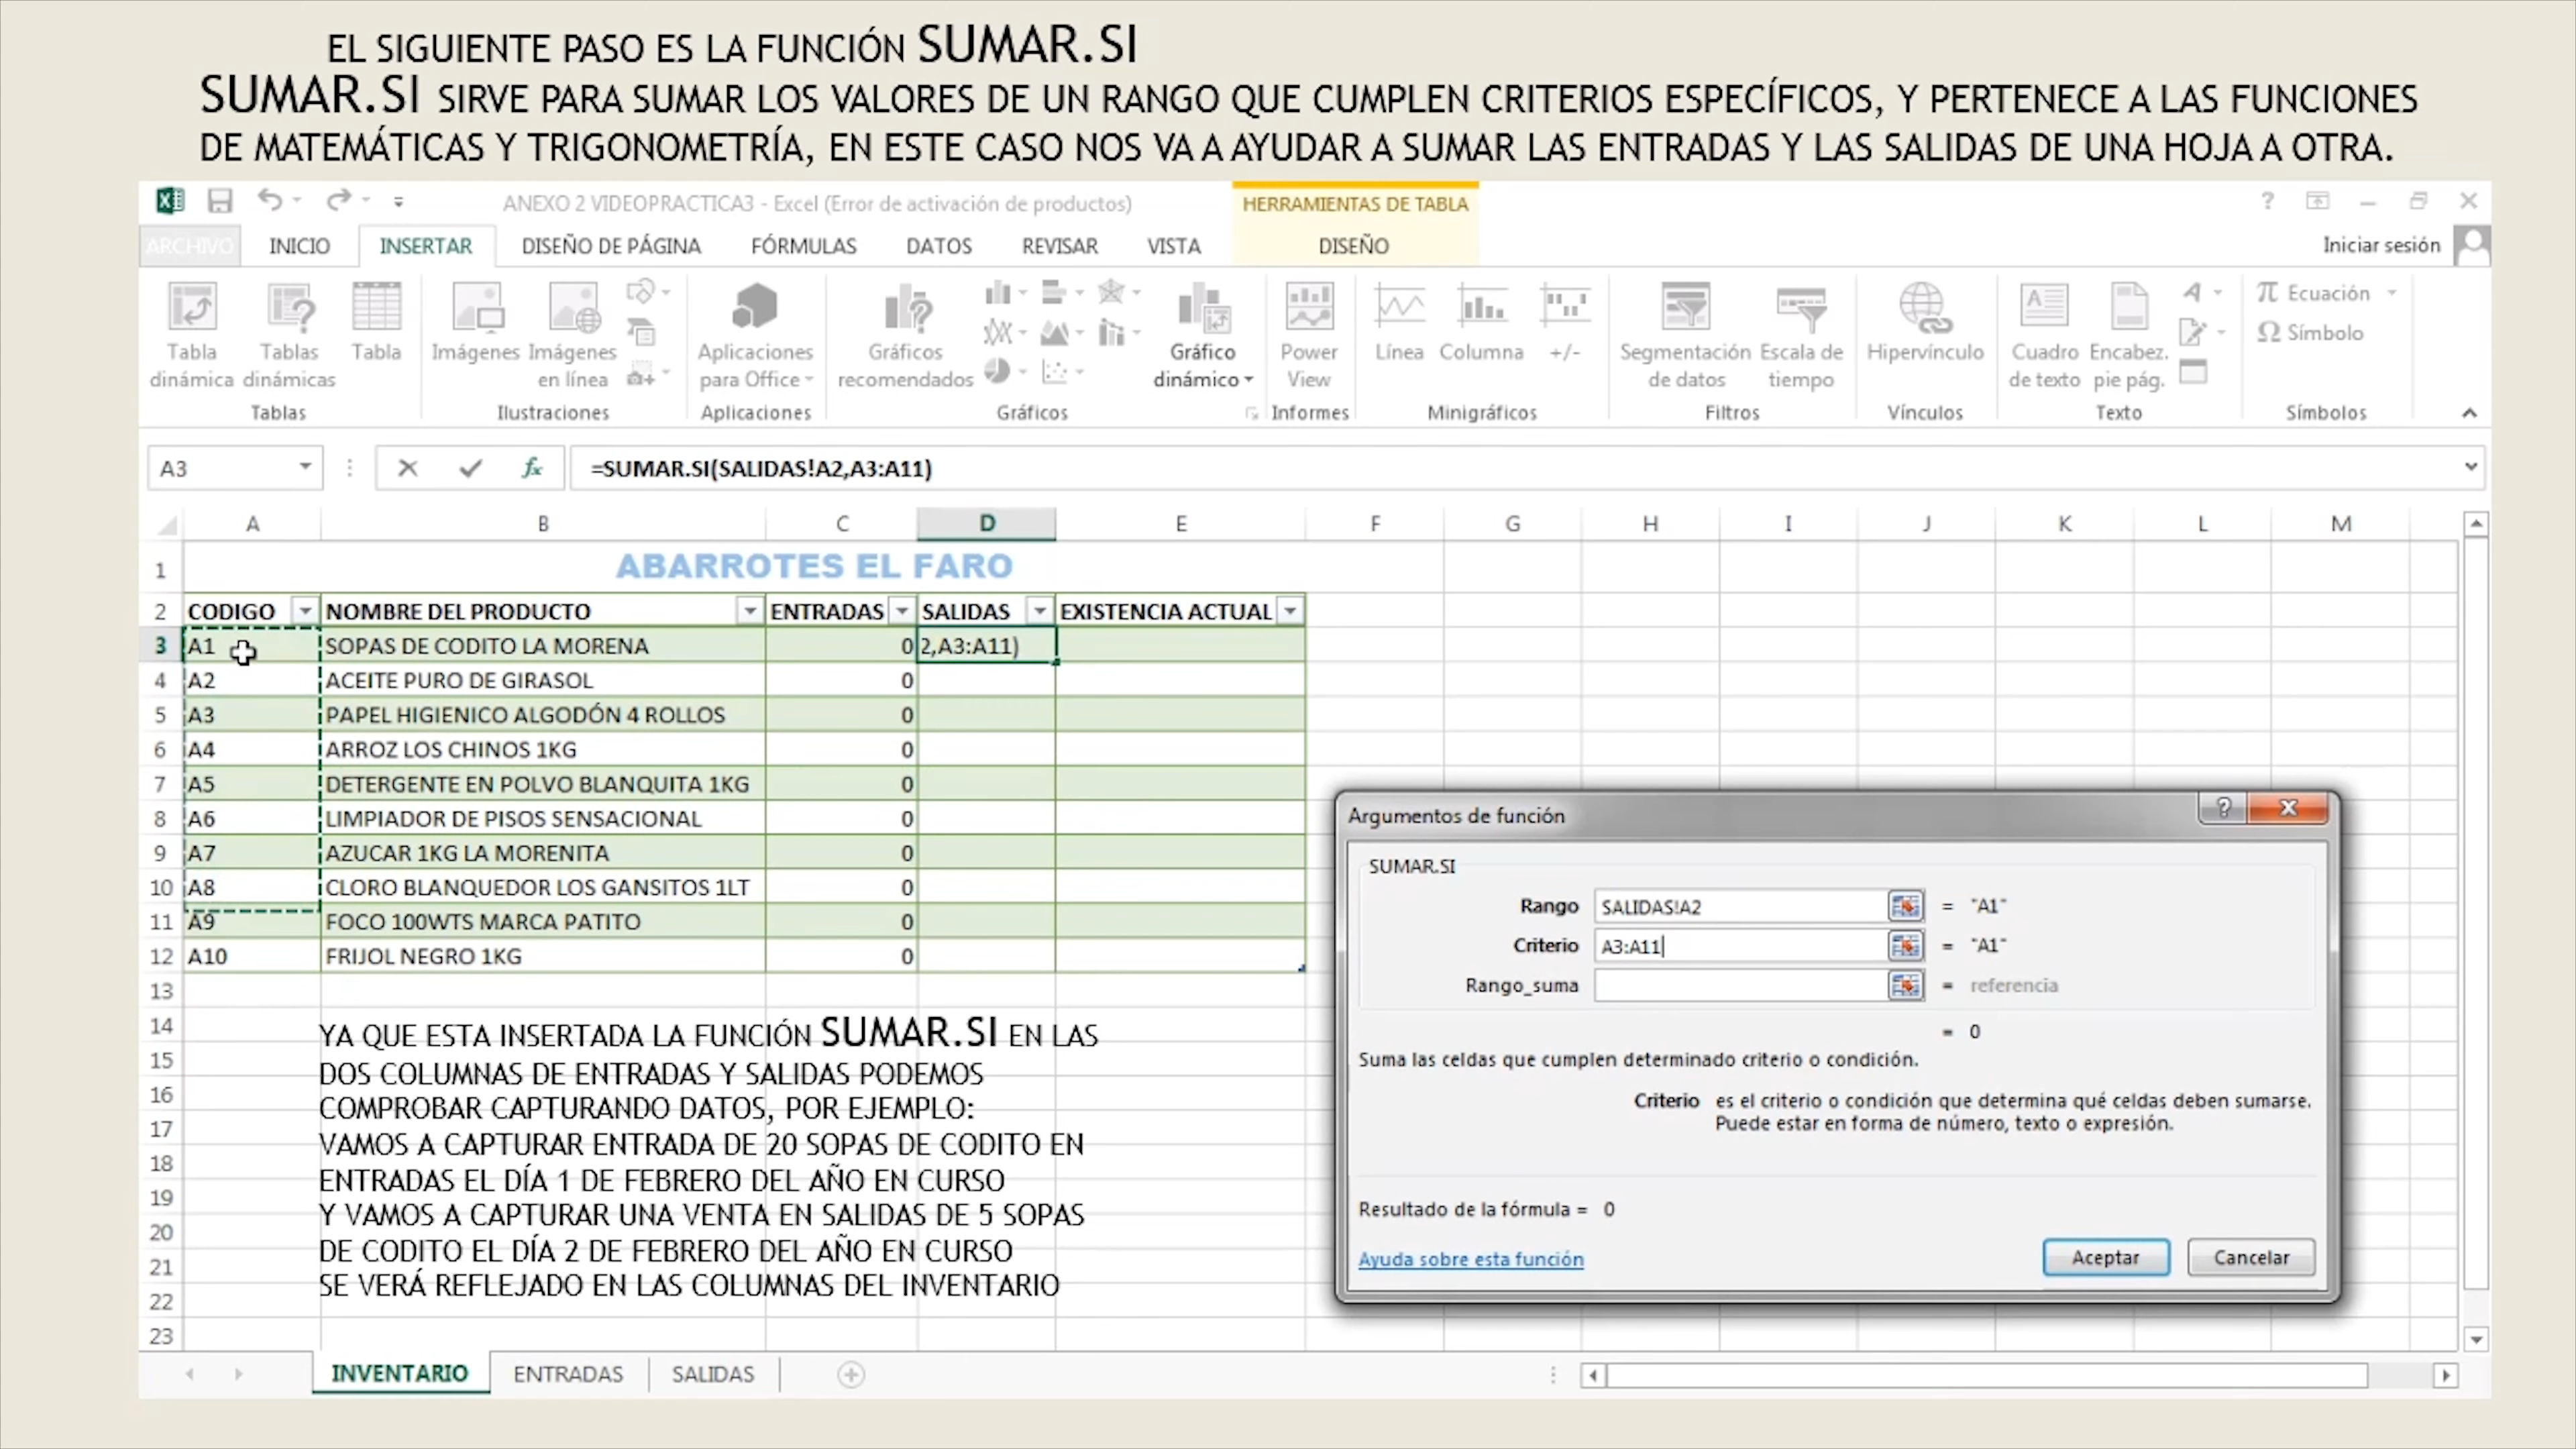 EL SIGUIENTE PASO ES LA FUNCIÓN SUMAR.SI
SUMAR.SI SIRVE PARA SUMAR LOS VALORES DE UN RANGO QUE CUMPLEN CRITERIOS ESPECÍFICOS, Y PERTENECE A LAS FUNCIONES
DE MATEMÁTICAS Y TRIGONOMETRÍA, EN ESTE CASO NOS VA A AYUDAR A SUMAR LAS ENTRADAS Y LAS SALIDAS DE UNA HOJA A OTRA.
ANEXO 2 VIDEOPRACTICA3 - Excel (Error de activación de productos)
HERRAMIENTAS DE TABLA
ARCHIVO INICIO INSERTAR DISEÑO DE PÁGINA FÓRMULAS DATOS REVISAR VISTA DISEÑO Iniciar sesión
Tabla dinámica
Tablas dinámicas
Tabla
Imágenes
Imágenes en línea
Aplicaciones para Office
Gráficos recomendados
Gráfico dinámico
Power View
Línea
Columna
+/-
Segmentación de datos
Escala de tiempo
Hipervínculo
Cuadro de texto
Encabez. pie pág.
π Ecuación
Ω Símbolo
Tablas Ilustraciones Aplicaciones Gráficos Informes Minigráficos Filtros Vínculos Texto Símbolos
A3 fx =SUMAR.SI(SALIDAS!A2,A3:A11)
A B C D E F G H I J K L M
1 ABARROTES EL FARO
2 CODIGO NOMBRE DEL PRODUCTO ENTRADAS SALIDAS EXISTENCIA ACTUAL
3 A1 SOPAS DE CODITO LA MORENA 0 2,A3:A11)
4 A2 ACEITE PURO DE GIRASOL 0
5 A3 PAPEL HIGIENICO ALGODÓN 4 ROLLOS 0
6 A4 ARROZ LOS CHINOS 1KG 0
7 A5 DETERGENTE EN POLVO BLANQUITA 1KG 0
8 A6 LIMPIADOR DE PISOS SENSACIONAL 0
9 A7 AZUCAR 1KG LA MORENITA 0
10 A8 CLORO BLANQUEDOR LOS GANSITOS 1LT 0
11 A9 FOCO 100WTS MARCA PATITO 0
12 A10 FRIJOL NEGRO 1KG 0
13
14 YA QUE ESTA INSERTADA LA FUNCIÓN SUMAR.SI EN LAS
15 DOS COLUMNAS DE ENTRADAS Y SALIDAS PODEMOS
16 COMPROBAR CAPTURANDO DATOS, POR EJEMPLO:
17 VAMOS A CAPTURAR ENTRADA DE 20 SOPAS DE CODITO EN
18 ENTRADAS EL DÍA 1 DE FEBRERO DEL AÑO EN CURSO
19 Y VAMOS A CAPTURAR UNA VENTA EN SALIDAS DE 5 SOPAS
20 DE CODITO EL DÍA 2 DE FEBRERO DEL AÑO EN CURSO
21 SE VERÁ REFLEJADO EN LAS COLUMNAS DEL INVENTARIO
22
23
Argumentos de función
SUMAR.SI
Rango SALIDAS!A2 = "A1"
Criterio A3:A11 = "A1"
Rango_suma = referencia
= 0
Suma las celdas que cumplen determinado criterio o condición.
Criterio es el criterio o condición que determina qué celdas deben sumarse.
Puede estar en forma de número, texto o expresión.
Resultado de la fórmula = 0
Ayuda sobre esta función
Aceptar Cancelar
INVENTARIO ENTRADAS SALIDAS